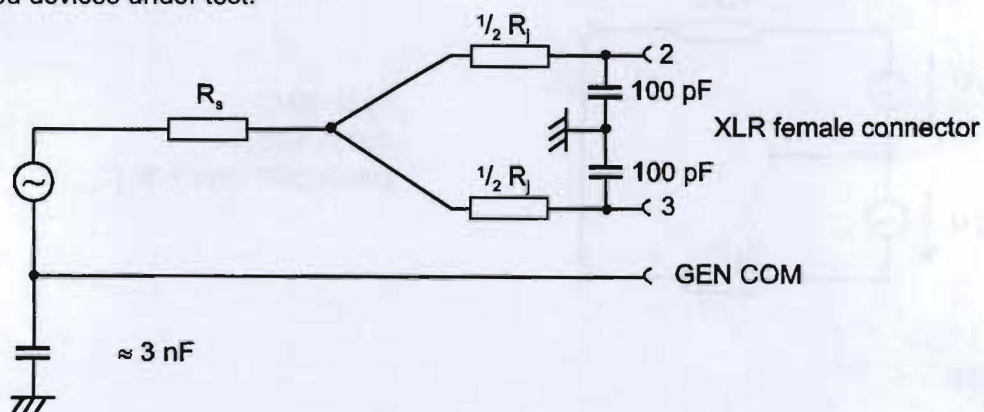 ou devices under test.
½ Rⱼ
2
Rₛ
100 pF
XLR female connector
100 pF
½ Rⱼ
3
GEN COM
≈ 3 nF